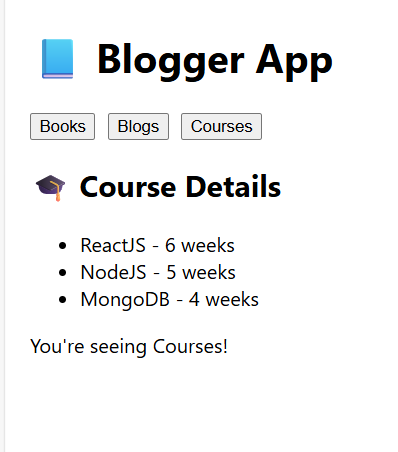 Blogger App
Books Blogs Courses
Course Details
ReactJS - 6 weeks
NodeJS - 5 weeks
MongoDB - 4 weeks
You're seeing Courses!